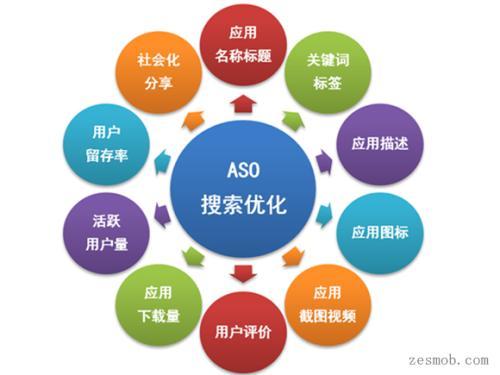 应用
名称标题
关键词
标签
应用描述
应用图标
应用
截图视频
用户评价
应用
下载量
活跃
用户量
用户
留存率
社会化
分享
ASO
搜索优化
zesmob.com